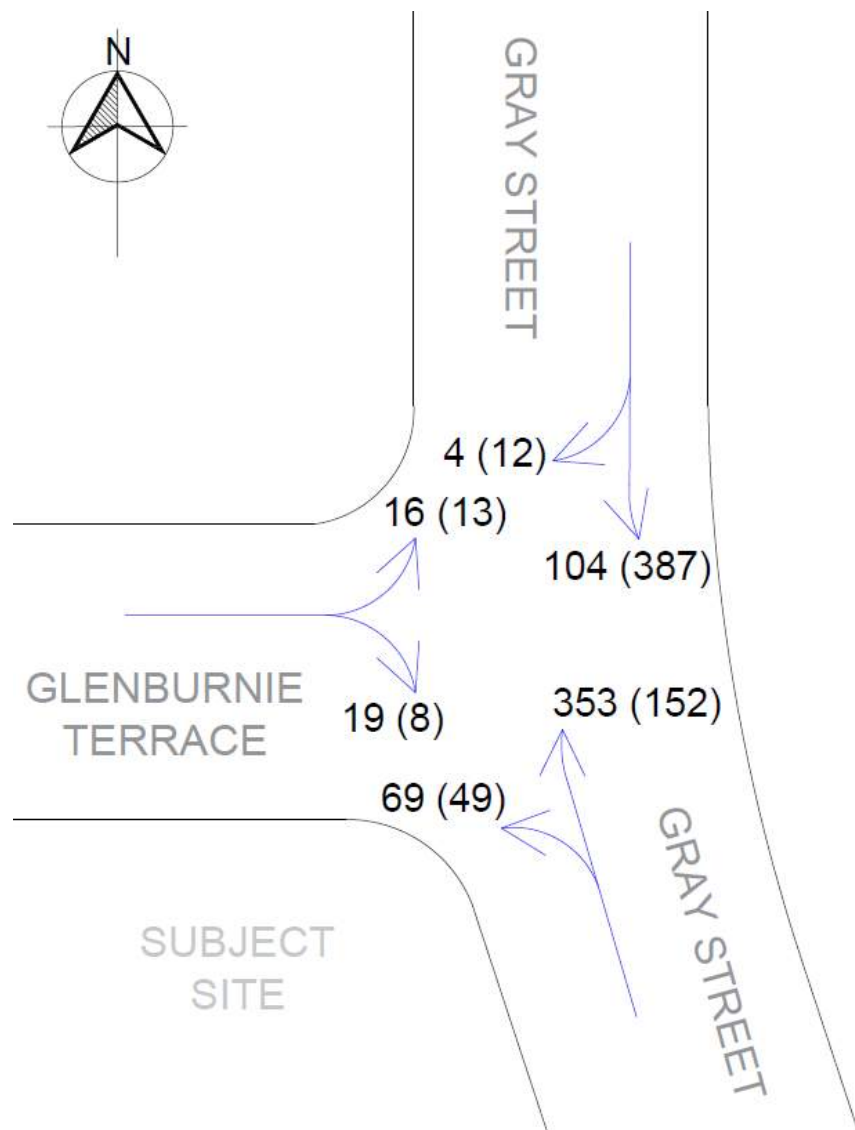 N
GRAY STREET
4 (12)
16 (13)
104 (387)
GLENBURNIE
TERRACE
19 (8)
353 (152)
69 (49)
GRAY STREET
SUBJECT
SITE